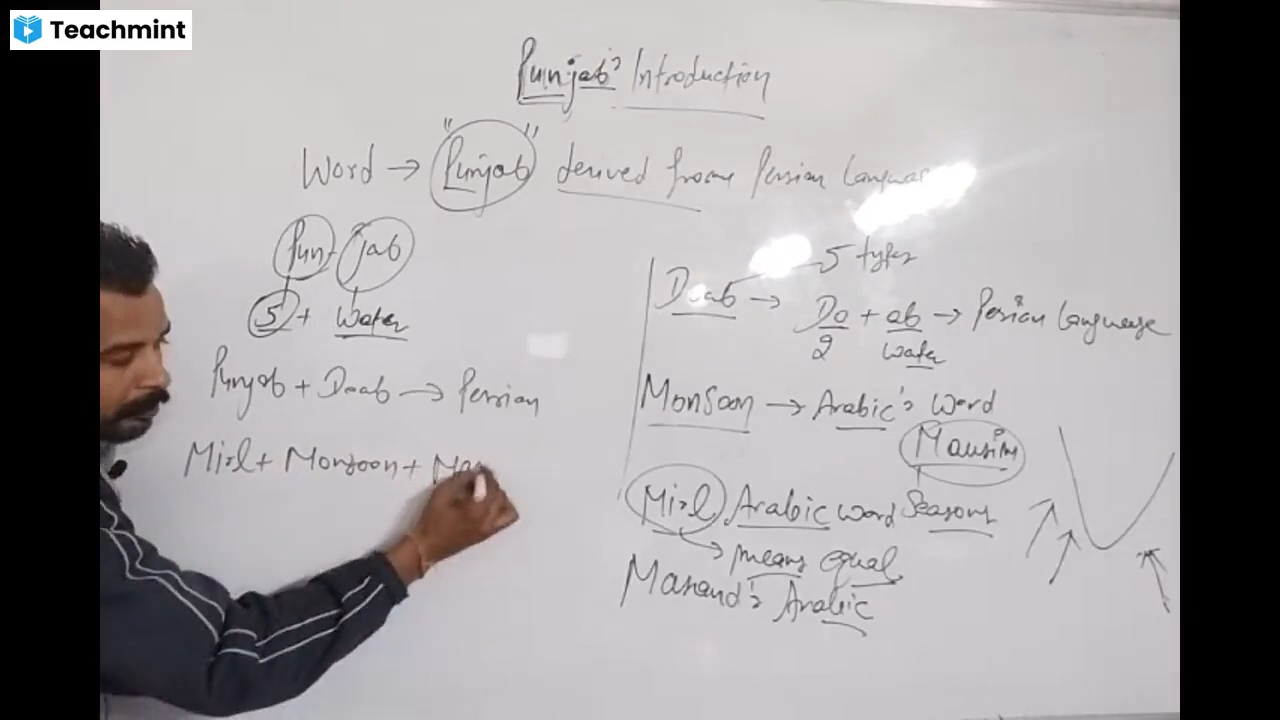 Teachmint
Punjab's Introduction
Word → "Punjab" derived from Persian
Pun + jab
5 + water
Punjab + Doab → Persian
Misl + Monsoon +
5 types
Doab → Do + ab → Persian Language
2 water
Monsoon → Arabic's Word
Mausim
Misl Arabic word Seasons
→ means equal
Masand's Arabic